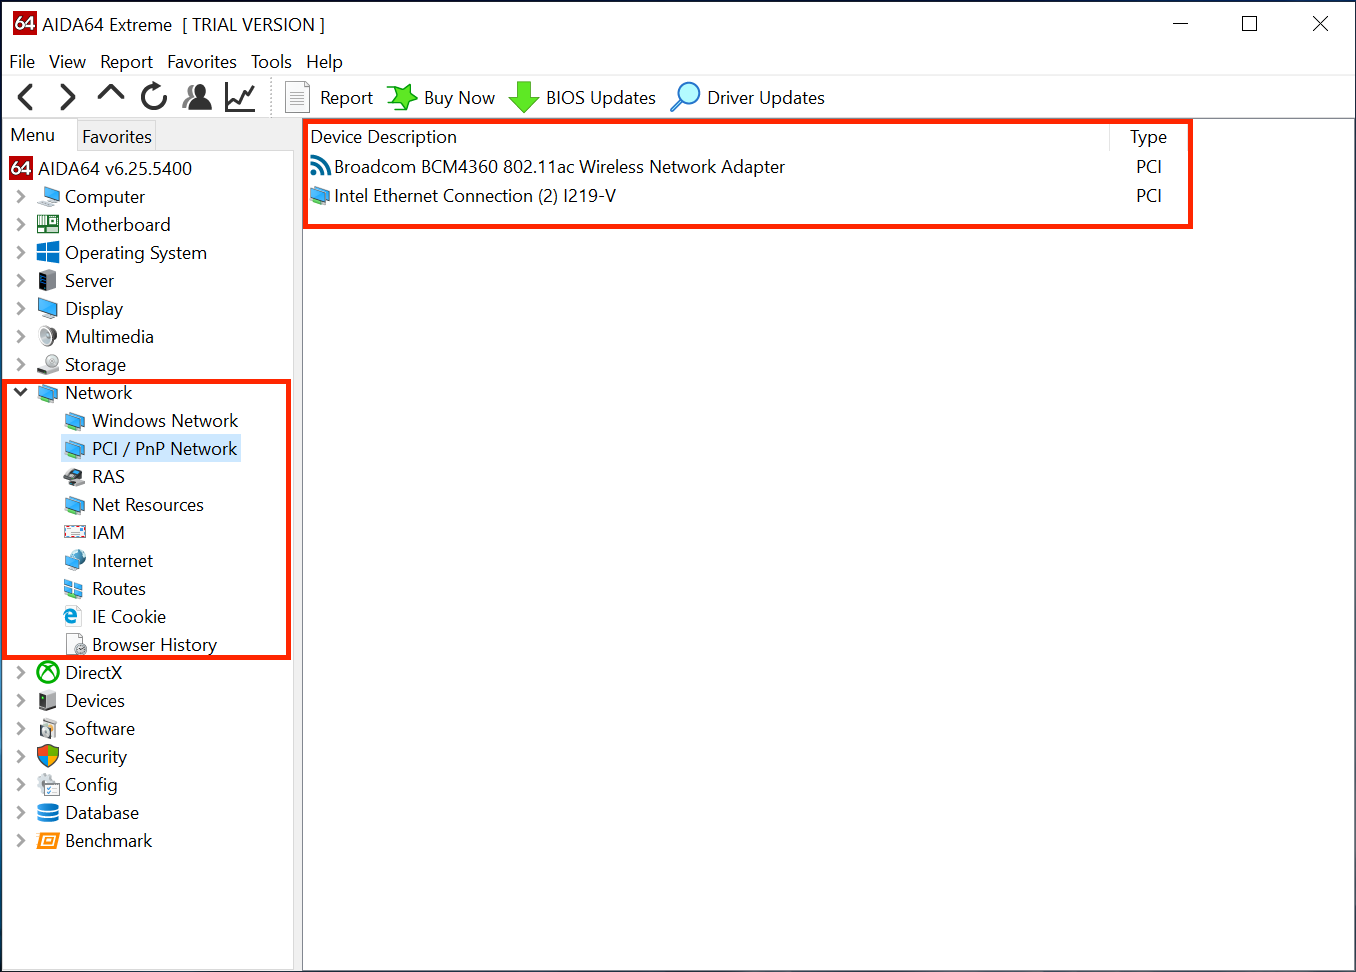 64 AIDA64 Extreme [ TRIAL VERSION ]
File View Report Favorites Tools Help
Report Buy Now BIOS Updates Driver Updates
Menu Favorites
64 AIDA64 v6.25.5400
Computer
Motherboard
Operating System
Server
Display
Multimedia
Storage
Network
Windows Network
PCI / PnP Network
RAS
Net Resources
IAM
Internet
Routes
IE Cookie
Browser History
DirectX
Devices
Software
Security
Config
Database
Benchmark
Device Description Type
Broadcom BCM4360 802.11ac Wireless Network Adapter PCI
Intel Ethernet Connection (2) I219-V PCI